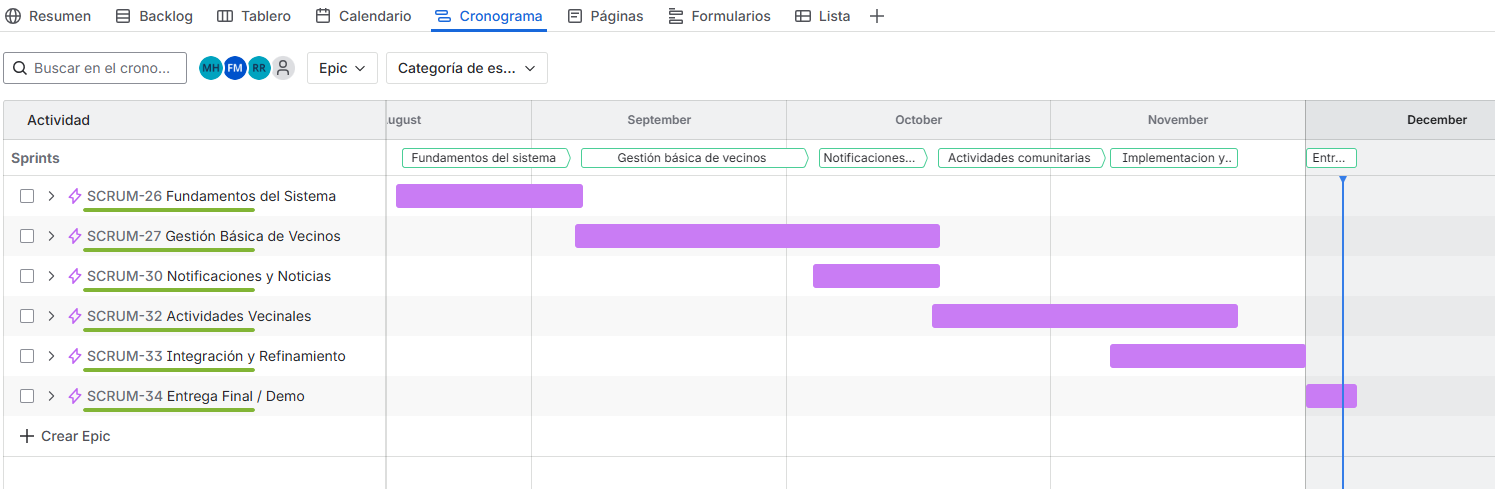 Resumen Backlog Tablero Calendario Cronograma Páginas Formularios Lista
Buscar en el crono... MH FM RR Epic Categoría de es...
Actividad ugust September October November December
Sprints Fundamentos del sistema Gestión básica de vecinos Notificaciones... Actividades comunitarias Implementacion y.. Entr...
SCRUM-26 Fundamentos del Sistema
SCRUM-27 Gestión Básica de Vecinos
SCRUM-30 Notificaciones y Noticias
SCRUM-32 Actividades Vecinales
SCRUM-33 Integración y Refinamiento
SCRUM-34 Entrega Final / Demo
Crear Epic